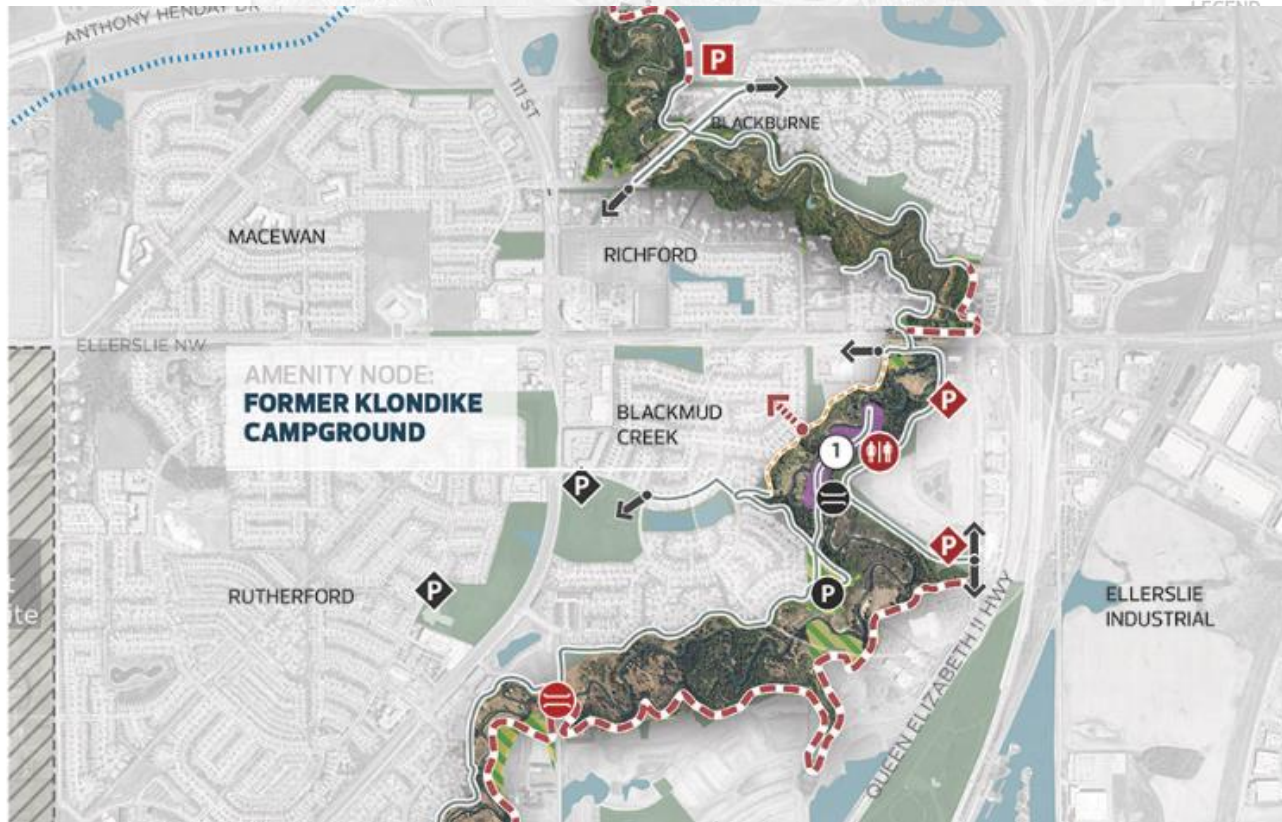 LEGEND
ANTHONY HENDAY DR
P
111 ST
BLACKBURNE
MACEWAN
RICHFORD
ELLERSLIE NW
AMENITY NODE:
FORMER KLONDIKE
CAMPGROUND
BLACKMUD
CREEK
P
1
P
P
P
P
RUTHERFORD
ELLERSLIE
INDUSTRIAL
QUEEN ELIZABETH II HWY